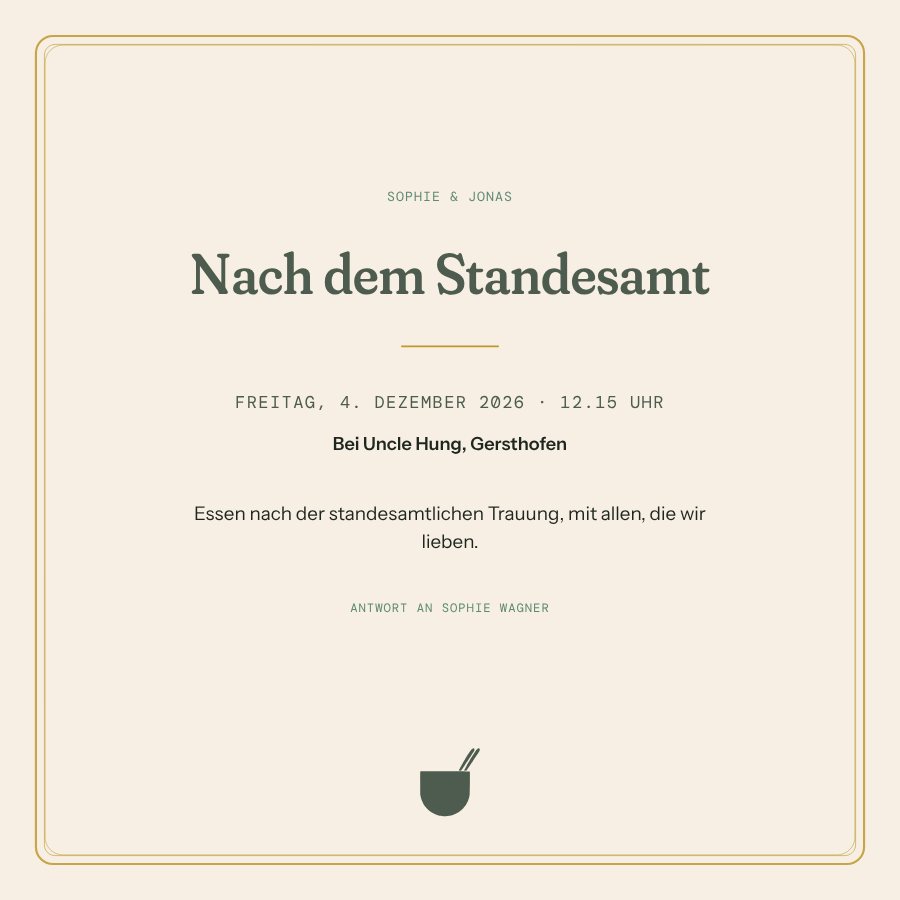 SOPHIE & JONAS
Nach dem Standesamt
FREITAG, 4. DEZEMBER 2026 · 12.15 UHR
Bei Uncle Hung, Gersthofen
Essen nach der standesamtlichen Trauung, mit allen, die wir
lieben.
ANTWORT AN SOPHIE WAGNER